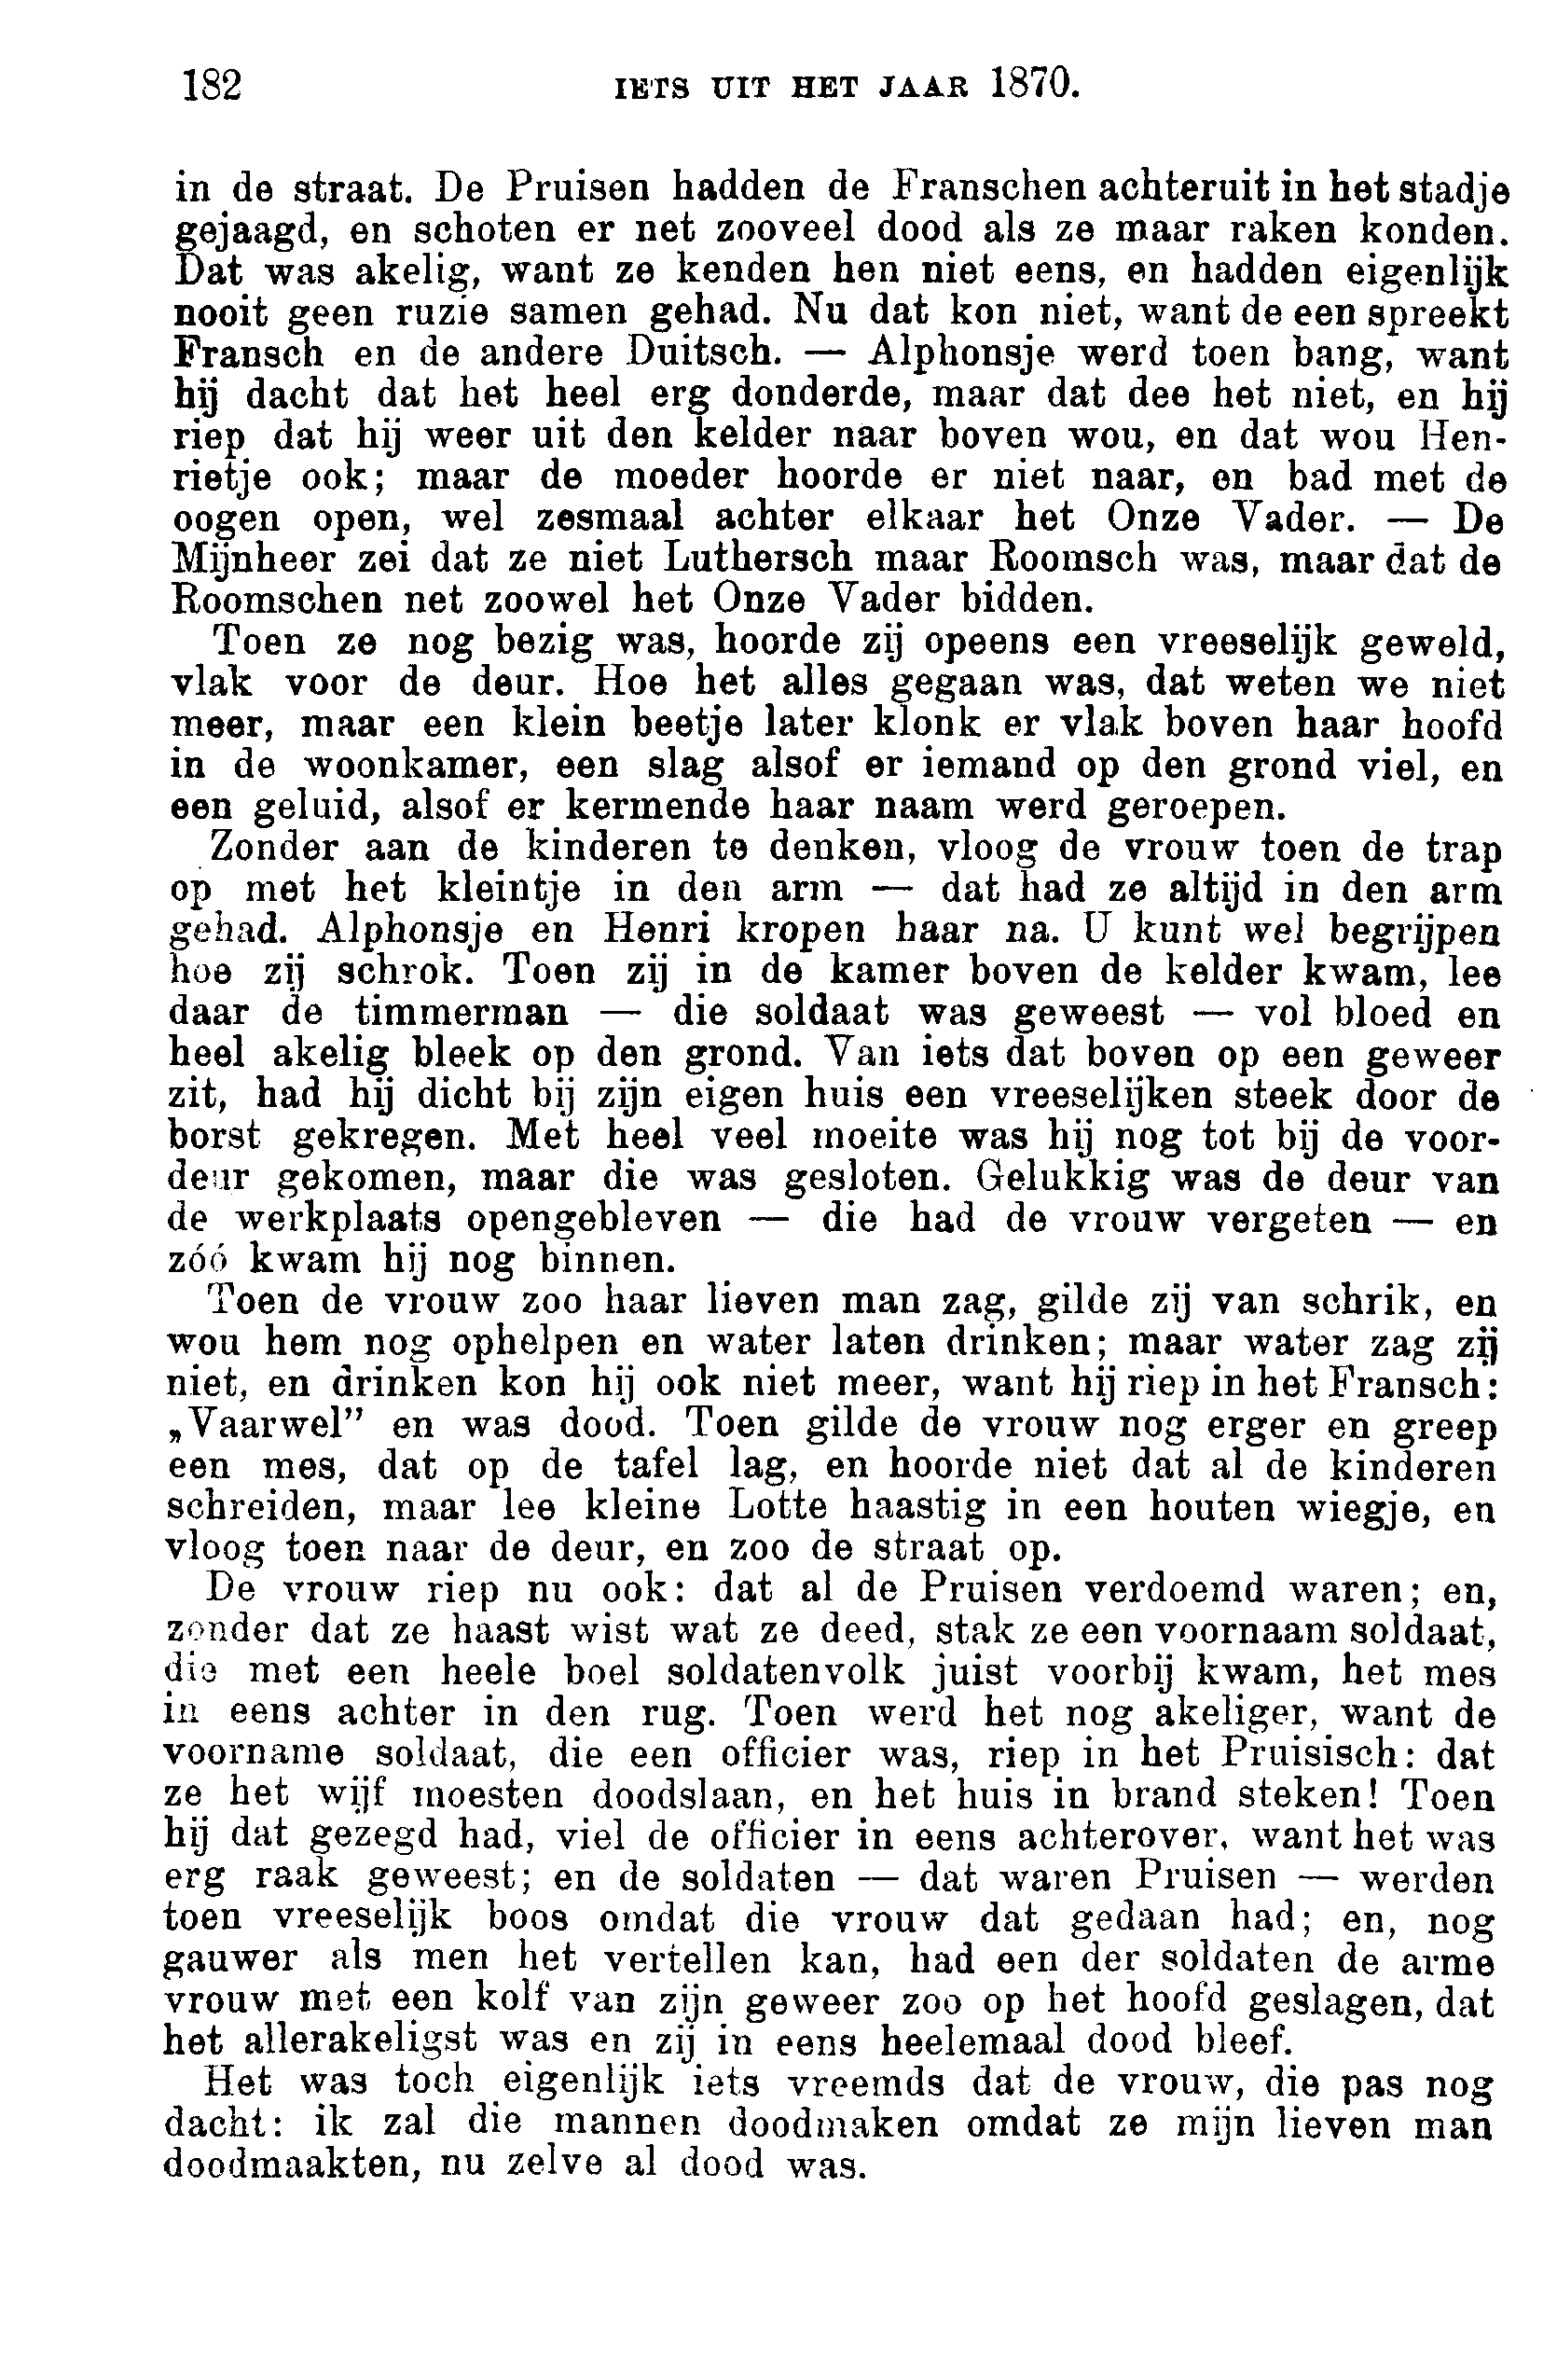 182 IETS UIT HET JAAR 1870.
in de straat. De Pruisen hadden de Franschen achteruit in het stadje
gejaagd, en schoten er net zooveel dood als ze maar raken konden.
Dat was akelig, want ze kenden hen niet eens, en hadden eigenlijk
nooit geen ruzie samen gehad. Nu dat kon niet, want de een spreekt
Fransch en de andere Duitsch. — Alphonsje werd toen bang, want
hij dacht dat het heel erg donderde, maar dat dee het niet, en hij
riep dat hij weer uit den kelder naar boven wou, en dat wou Hen-
rietje ook; maar de moeder hoorde er niet naar, en bad met de
oogen open, wel zesmaal achter elkaar het Onze Vader. — De
Mijnheer zei dat ze niet Luthersch maar Roomsch was, maar dat de
Roomschen net zoowel het Onze Vader bidden.
Toen ze nog bezig was, hoorde zij opeens een vreeselijk geweld,
vlak voor de deur. Hoe het alles gegaan was, dat weten we niet
meer, maar een klein beetje later klonk er vlak boven haar hoofd
in de woonkamer, een slag alsof er iemand op den grond viel, en
een geluid, alsof er kermende haar naam werd geroepen.
Zonder aan de kinderen te denken, vloog de vrouw toen de trap
op met het kleintje in den arm — dat had ze altijd in den arm
gehad. Alphonsje en Henri kropen haar na. U kunt wel begrijpen
hoe zij schrok. Toen zij in de kamer boven de kelder kwam, lee
daar de timmerman — die soldaat was geweest — vol bloed en
heel akelig bleek op den grond. Van iets dat boven op een geweer
zit, had hij dicht bij zijn eigen huis een vreeselijken steek door de
borst gekregen. Met heel veel moeite was hij nog tot bij de voor-
deur gekomen, maar die was gesloten. Gelukkig was de deur van
de werkplaats opengebleven — die had de vrouw vergeten — en
zóó kwam hij nog binnen.
Toen de vrouw zoo haar lieven man zag, gilde zij van schrik, en
wou hem nog ophelpen en water laten drinken; maar water zag zij
niet, en drinken kon hij ook niet meer, want hij riep in het Fransch:
„Vaarwel” en was dood. Toen gilde de vrouw nog erger en greep
een mes, dat op de tafel lag, en hoorde niet dat al de kinderen
schreiden, maar lee kleine Lotte haastig in een houten wiegje, en
vloog toen naar de deur, en zoo de straat op.
De vrouw riep nu ook: dat al de Pruisen verdoemd waren; en,
zonder dat ze haast wist wat ze deed, stak ze een voornaam soldaat,
die met een heele boel soldatenvolk juist voorbij kwam, het mes
in eens achter in den rug. Toen werd het nog akeliger, want de
voorname soldaat, die een officier was, riep in het Pruisisch: dat
ze het wijf moesten doodslaan, en het huis in brand steken! Toen
hij dat gezegd had, viel de officier in eens achterover, want het was
erg raak geweest; en de soldaten — dat waren Pruisen — werden
toen vreeselijk boos omdat die vrouw dat gedaan had; en, nog
gauwer als men het vertellen kan, had een der soldaten de arme
vrouw met een kolf van zijn geweer zoo op het hoofd geslagen, dat
het allerakeligst was en zij in eens heelemaal dood bleef.
Het was toch eigenlijk iets vreemds dat de vrouw, die pas nog
dacht: ik zal die mannen doodmaken omdat ze mijn lieven man
doodmaakten, nu zelve al dood was.